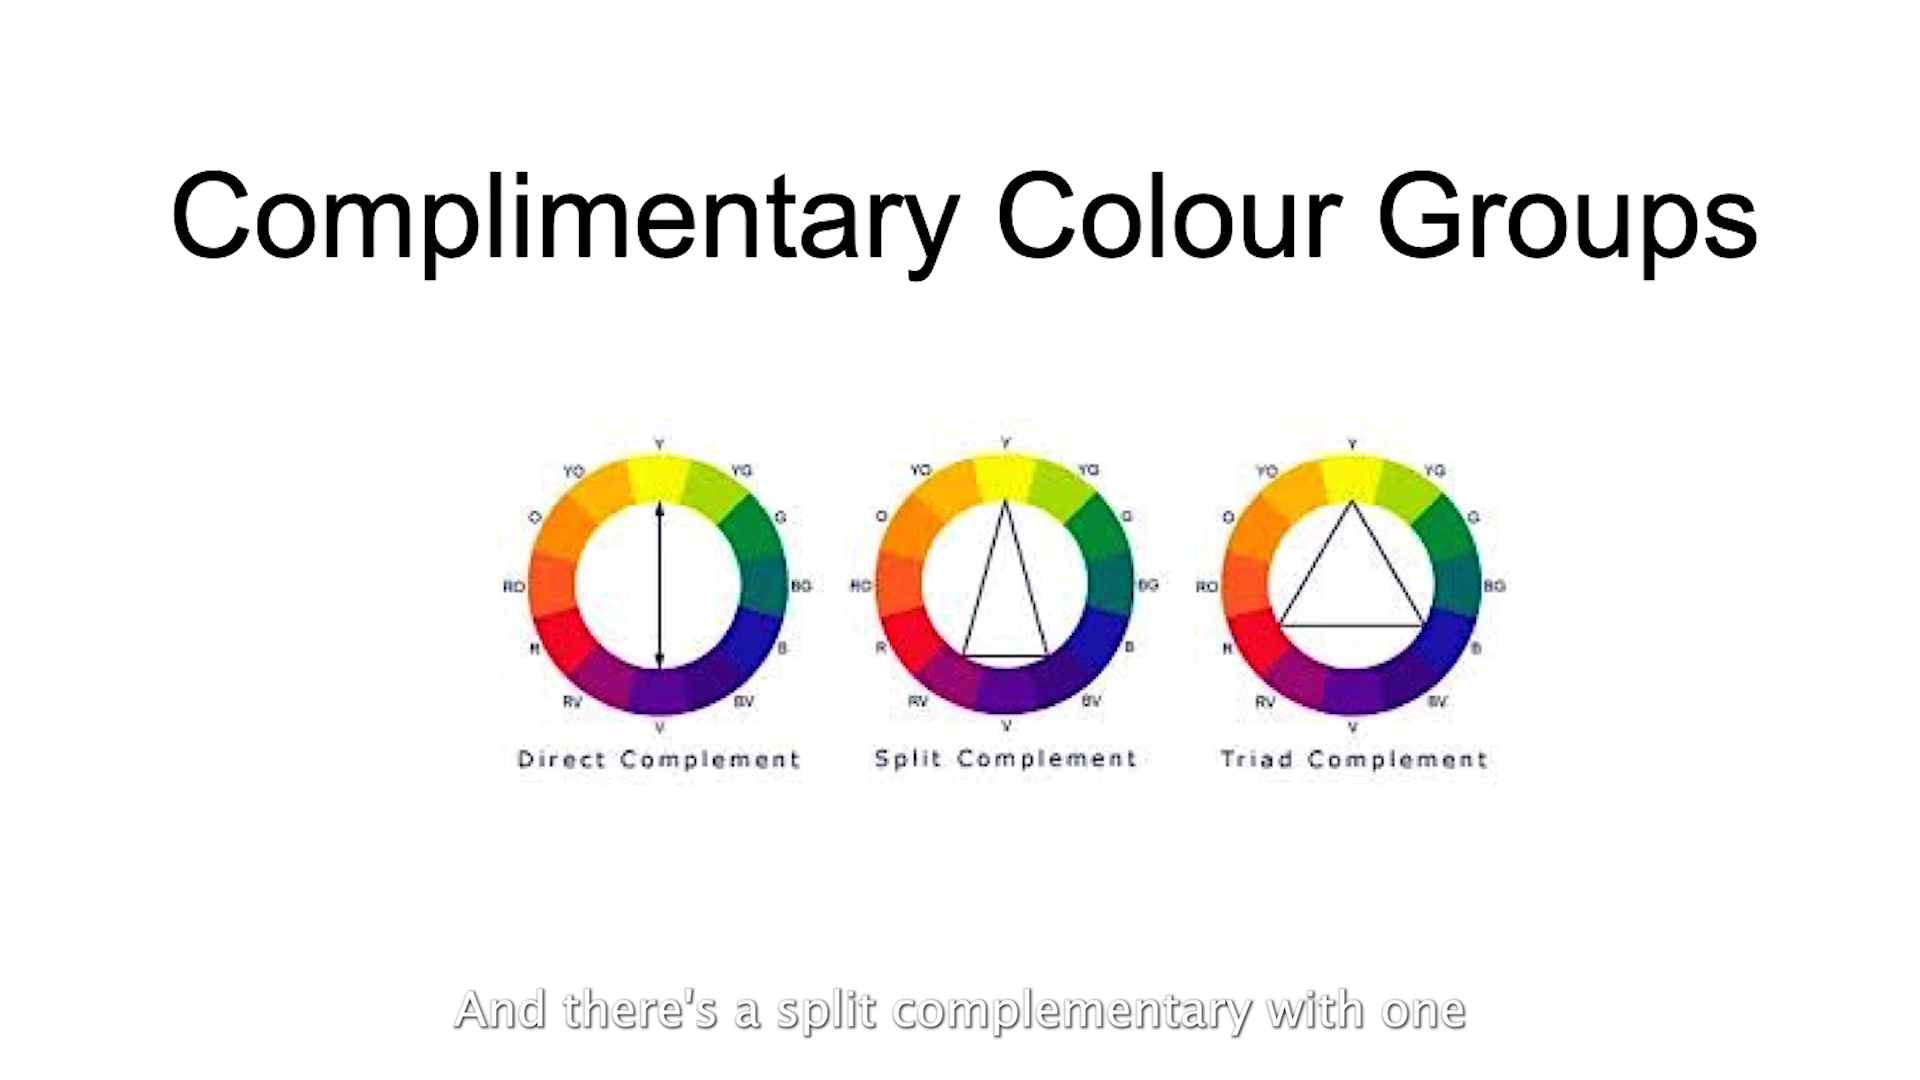 Complimentary Colour Groups
Y Y Y
YO YG YO YG YO YG
O G O G O G
RO BG RO BG RO BG
R B R B R B
RV BV RV BV RV BV
V V V
Direct Complement Split Complement Triad Complement
And there's a split complementary with one